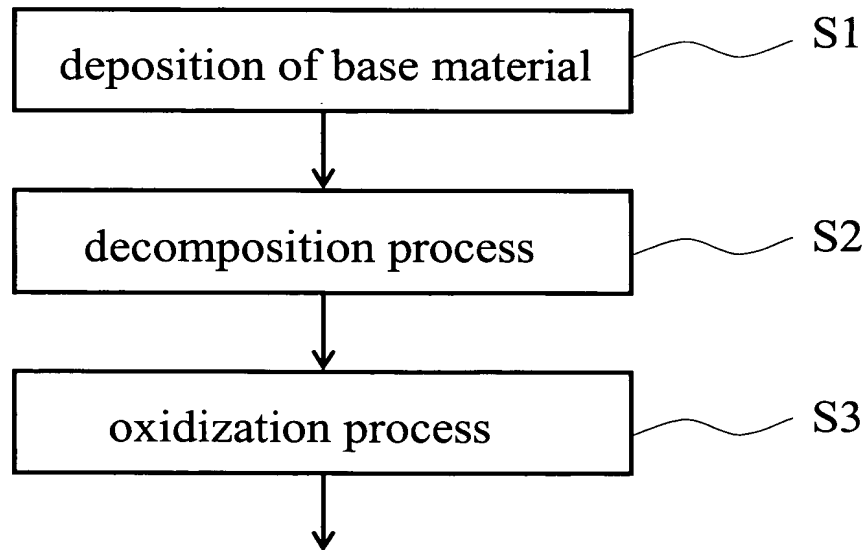 deposition of base material
S1
decomposition process
S2
oxidization process
S3